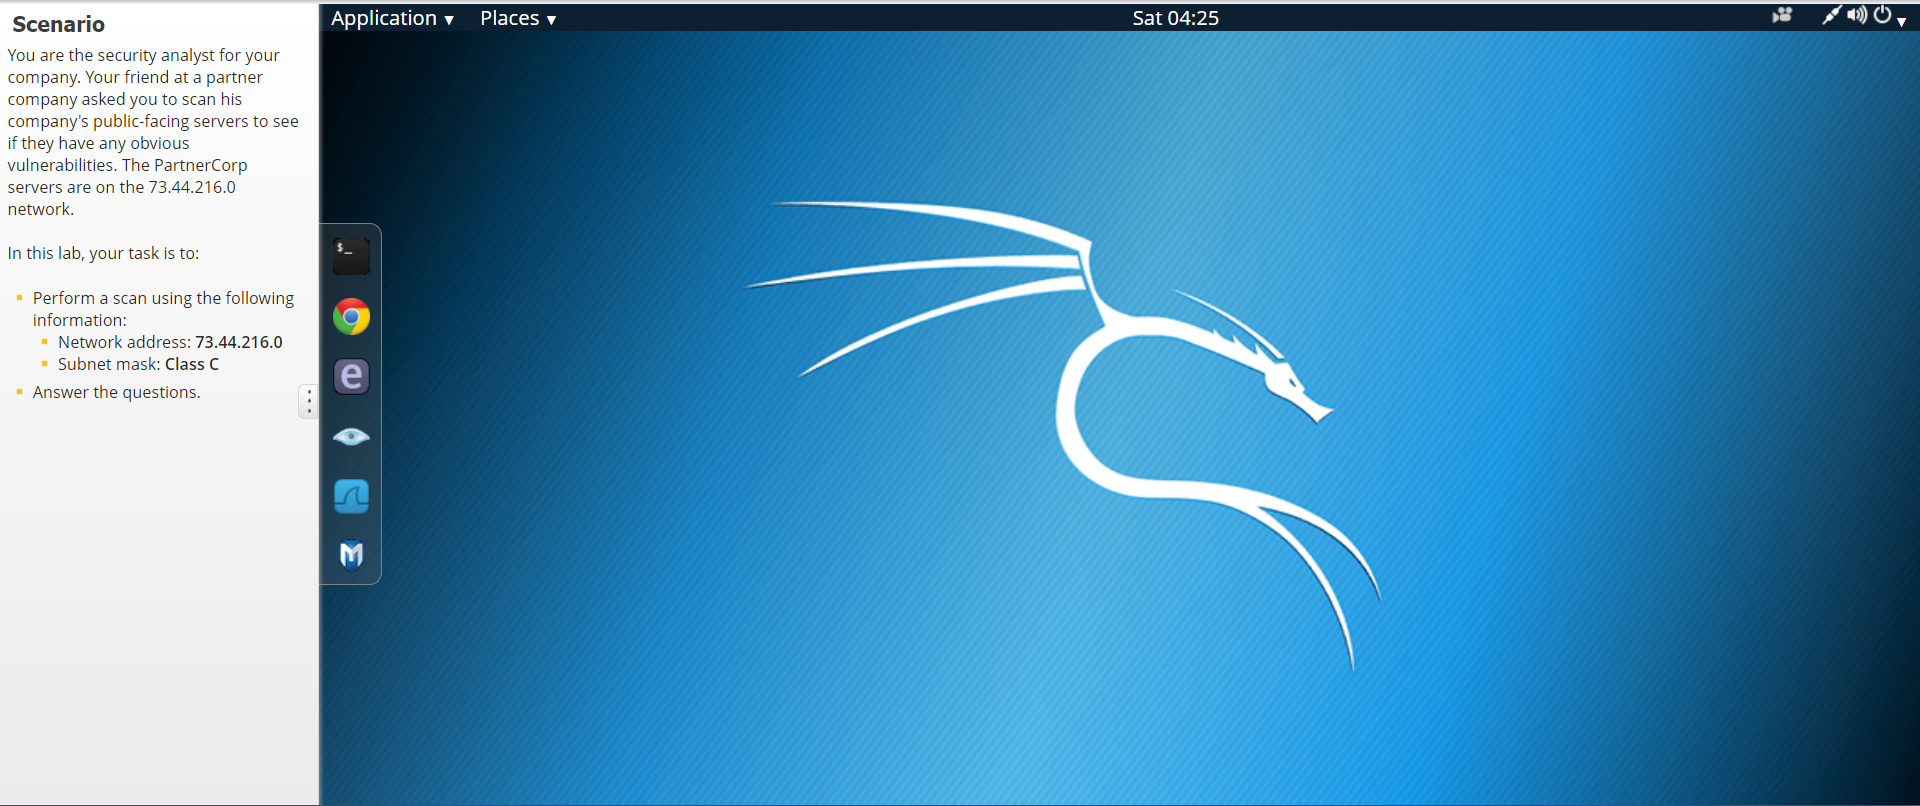 Scenario
You are the security analyst for your
company. Your friend at a partner
company asked you to scan his
company's public-facing servers to see
if they have any obvious
vulnerabilities. The PartnerCorp
servers are on the 73.44.216.0
network.
In this lab, your task is to:
Perform a scan using the following
information:
Network address: 73.44.216.0
Subnet mask: Class C
Answer the questions.
Application ▾ Places ▾ Sat 04:25
$_
e
M